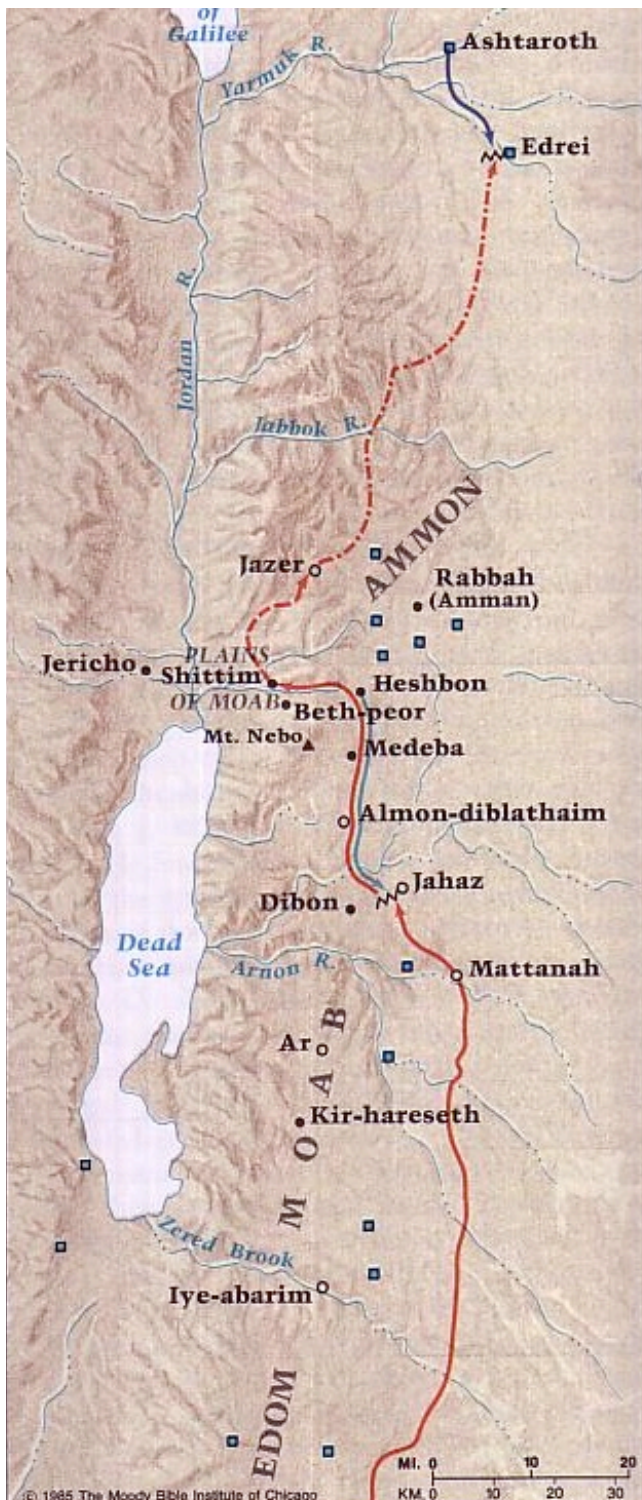 of
Galilee
Ashtaroth
Yarmuk R.
Edrei
Jordan R.
Jabbok R.
AMMON
Jazer
Rabbah
(Amman)
Jericho
PLAINS
Shittim
Heshbon
OF MOAB
Beth-peor
Mt. Nebo
Medeba
Almon-diblathaim
Jahaz
Dibon
Dead
Sea
Arnon R.
Mattanah
MOAB
Ar
Kir-hareseth
Zered Brook
Iye-abarim
EDOM
MI. 0 10 20
KM. 0 10 20 30
© 1985 The Moody Bible Institute of Chicago